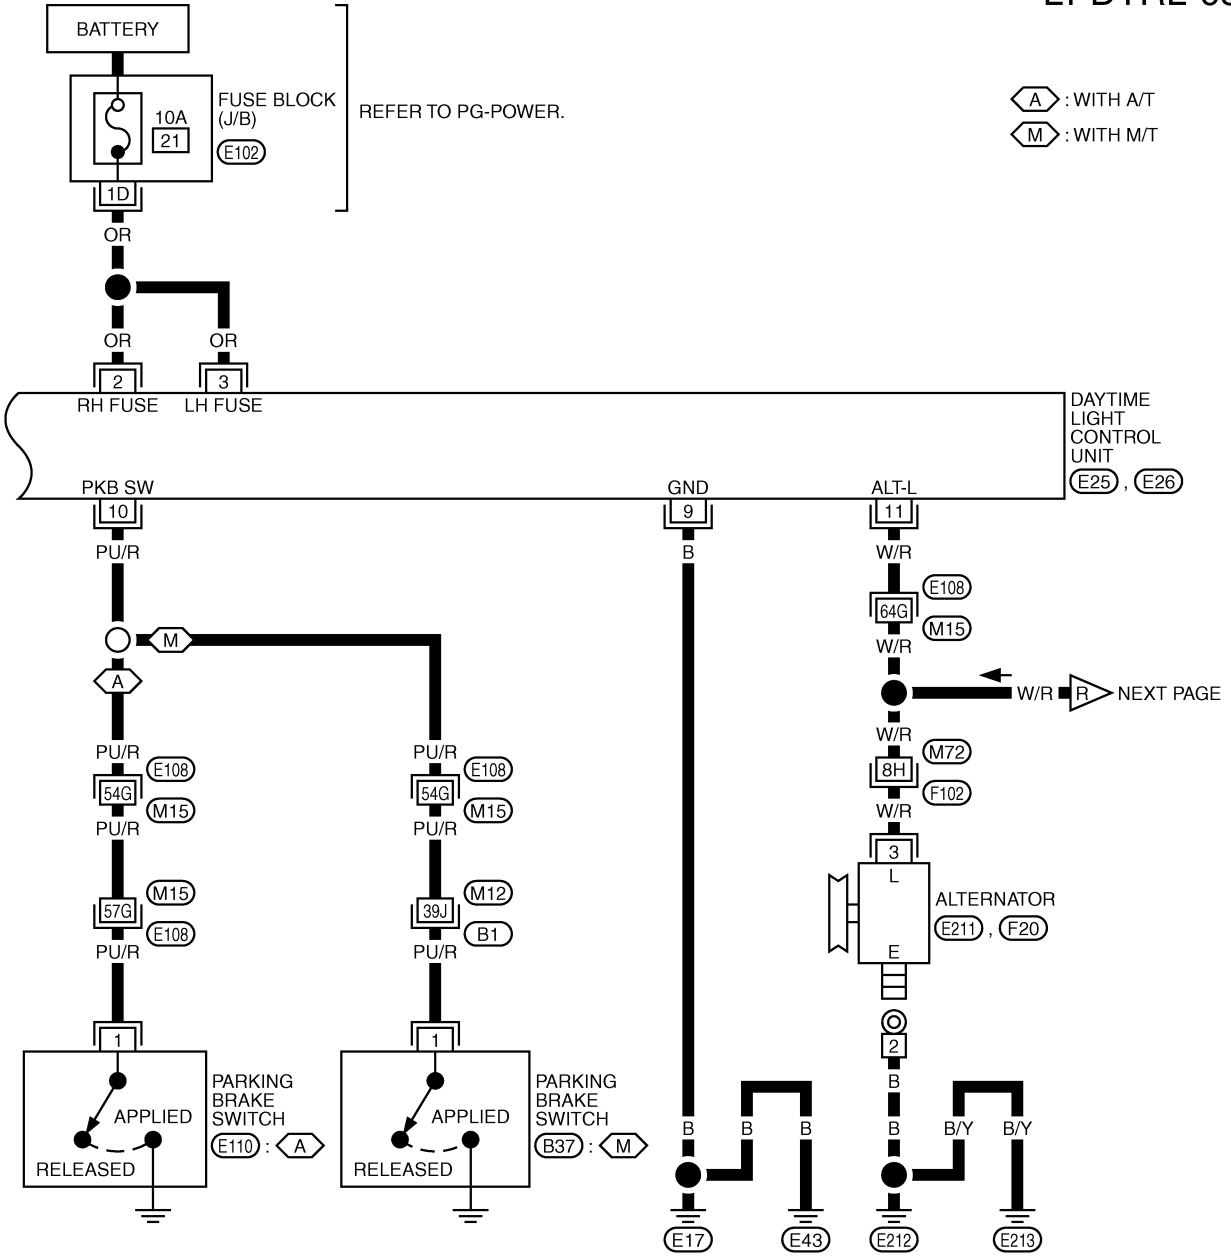 BATTERY
10A
21
FUSE BLOCK
(J/B)
E102
REFER TO PG-POWER.
A : WITH A/T
M : WITH M/T
1D
OR
OR
OR
2
3
RH FUSE
LH FUSE
DAYTIME
LIGHT
CONTROL
UNIT
E25 , E26
PKB SW
GND
ALT-L
10
9
11
PU/R
B
W/R
E108
64G
M15
W/R
M
A
W/R
R
NEXT PAGE
W/R
PU/R
PU/R
M72
8H
F102
E108
54G
M15
E108
54G
M15
W/R
PU/R
PU/R
3
L
ALTERNATOR
E211 , F20
E
M15
57G
E108
M12
39J
B1
PU/R
PU/R
1
1
2
PARKING
BRAKE
SWITCH
E110 : A
APPLIED
RELEASED
PARKING
BRAKE
SWITCH
B37 : M
APPLIED
RELEASED
B
B
B
B
B
B/Y
B/Y
E17
E43
E212
E213